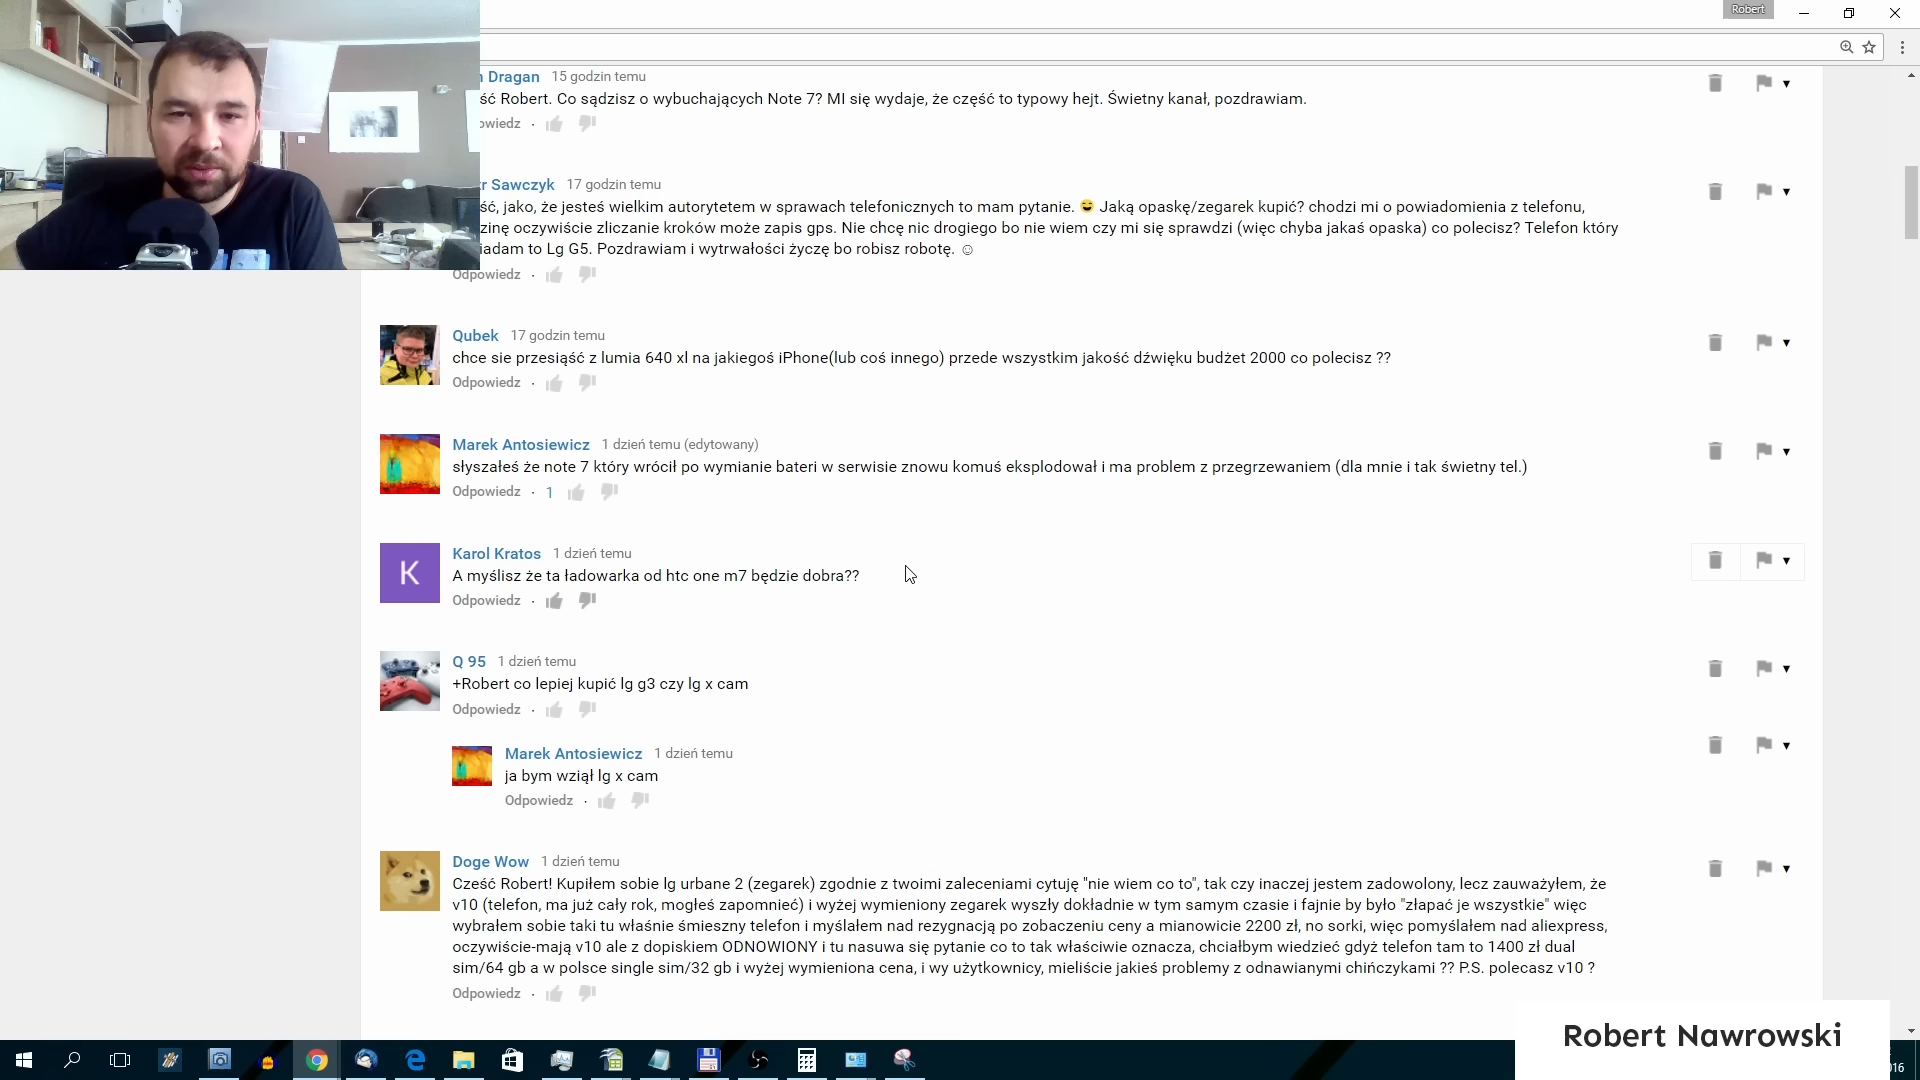 Robert
Dragan 15 godzin temu
ść Robert. Co sądzisz o wybuchających Note 7? MI się wydaje, że część to typowy hejt. Świetny kanał, pozdrawiam.
owiedz
Sawczyk 17 godzin temu
ść, jako, że jesteś wielkim autorytetem w sprawach telefonicznych to mam pytanie. 😄 Jaką opaskę/zegarek kupić? chodzi mi o powiadomienia z telefonu,
zinę oczywiście zliczanie kroków może zapis gps. Nie chcę nic drogiego bo nie wiem czy mi się sprawdzi (więc chyba jakaś opaska) co polecisz? Telefon który
iadam to Lg G5. Pozdrawiam i wytrwałości życzę bo robisz robotę. ☺
Odpowiedz ·
Qubek 17 godzin temu
chce sie przesiąść z lumia 640 xl na jakiegoś iPhone(lub coś innego) przede wszystkim jakość dźwięku budżet 2000 co polecisz ??
Odpowiedz ·
Marek Antosiewicz 1 dzień temu (edytowany)
słyszałeś że note 7 który wrócił po wymianie bateri w serwisie znowu komuś eksplodował i ma problem z przegrzewaniem (dla mnie i tak świetny tel.)
Odpowiedz · 1
K
Karol Kratos 1 dzień temu
A myślisz że ta ładowarka od htc one m7 będzie dobra??
Odpowiedz ·
Q 95 1 dzień temu
+Robert co lepiej kupić lg g3 czy lg x cam
Odpowiedz ·
Marek Antosiewicz 1 dzień temu
ja bym wziął lg x cam
Odpowiedz ·
Doge Wow 1 dzień temu
Cześć Robert! Kupiłem sobie lg urbane 2 (zegarek) zgodnie z twoimi zaleceniami cytuję "nie wiem co to", tak czy inaczej jestem zadowolony, lecz zauważyłem, że
v10 (telefon, ma już cały rok, mogłeś zapomnieć) i wyżej wymieniony zegarek wyszły dokładnie w tym samym czasie i fajnie by było "złapać je wszystkie" więc
wybrałem sobie taki tu właśnie śmieszny telefon i myślałem nad rezygnacją po zobaczeniu ceny a mianowicie 2200 zł, no sorki, więc pomyślałem nad aliexpress,
oczywiście-mają v10 ale z dopiskiem ODNOWIONY i tu nasuwa się pytanie co to tak właściwie oznacza, chciałbym wiedzieć gdyż telefon tam to 1400 zł dual
sim/64 gb a w polsce single sim/32 gb i wyżej wymieniona cena, i wy użytkownicy, mieliście jakieś problemy z odnawianymi chińczykami ?? P.S. polecasz v10 ?
Odpowiedz ·
Robert Nawrowski
016